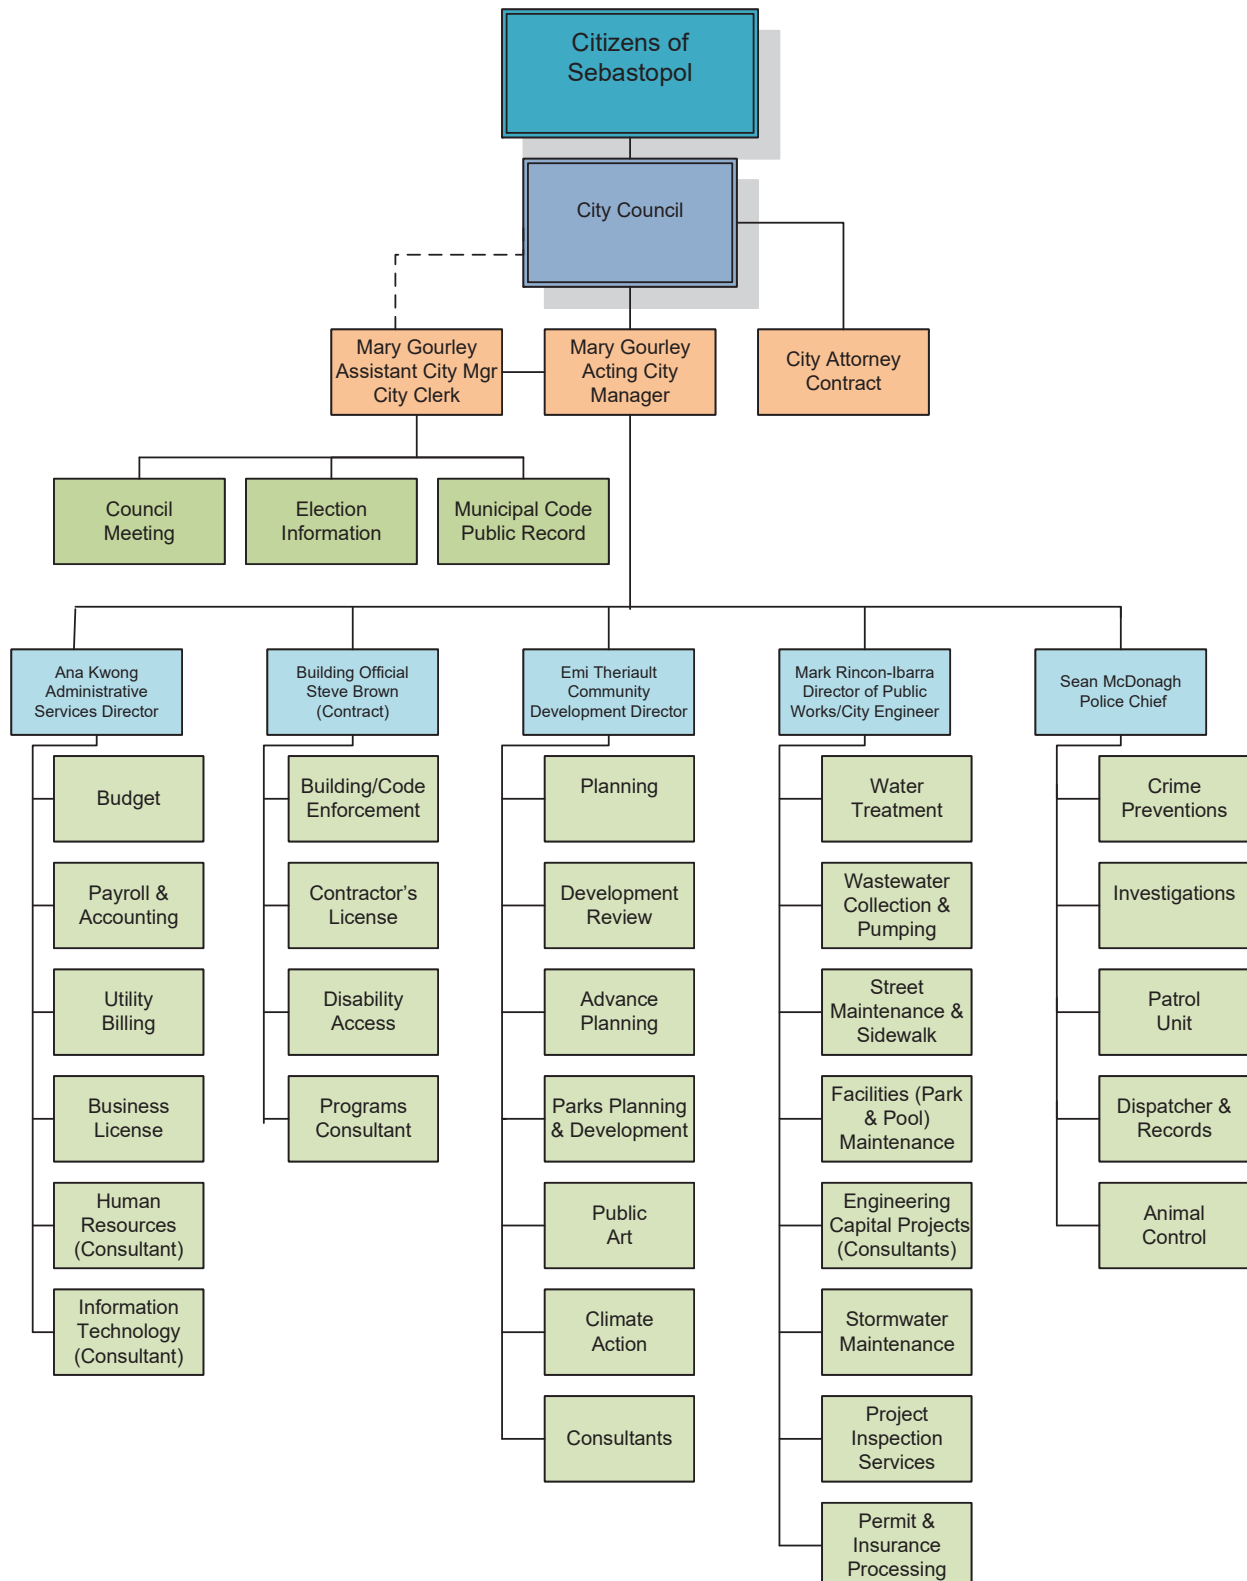 Citizens of
Sebastopol
City Council
Mary Gourley
Assistant City Mgr
City Clerk
Mary Gourley
Acting City
Manager
City Attorney
Contract
Council
Meeting
Election
Information
Municipal Code
Public Record
Ana Kwong
Administrative
Services Director
Building Official
Steve Brown
(Contract)
Emi Theriault
Community
Development Director
Mark Rincon-Ibarra
Director of Public
Works/City Engineer
Sean McDonagh
Police Chief
Budget
Payroll &
Accounting
Utility
Billing
Business
License
Human
Resources
(Consultant)
Information
Technology
(Consultant)
Building/Code
Enforcement
Contractor’s
License
Disability
Access
Programs
Consultant
Planning
Development
Review
Advance
Planning
Parks Planning
& Development
Public
Art
Climate
Action
Consultants
Water
Treatment
Wastewater
Collection &
Pumping
Street
Maintenance &
Sidewalk
Facilities (Park
& Pool)
Maintenance
Engineering
Capital Projects
(Consultants)
Stormwater
Maintenance
Project
Inspection
Services
Permit &
Insurance
Processing
Crime
Preventions
Investigations
Patrol
Unit
Dispatcher &
Records
Animal
Control